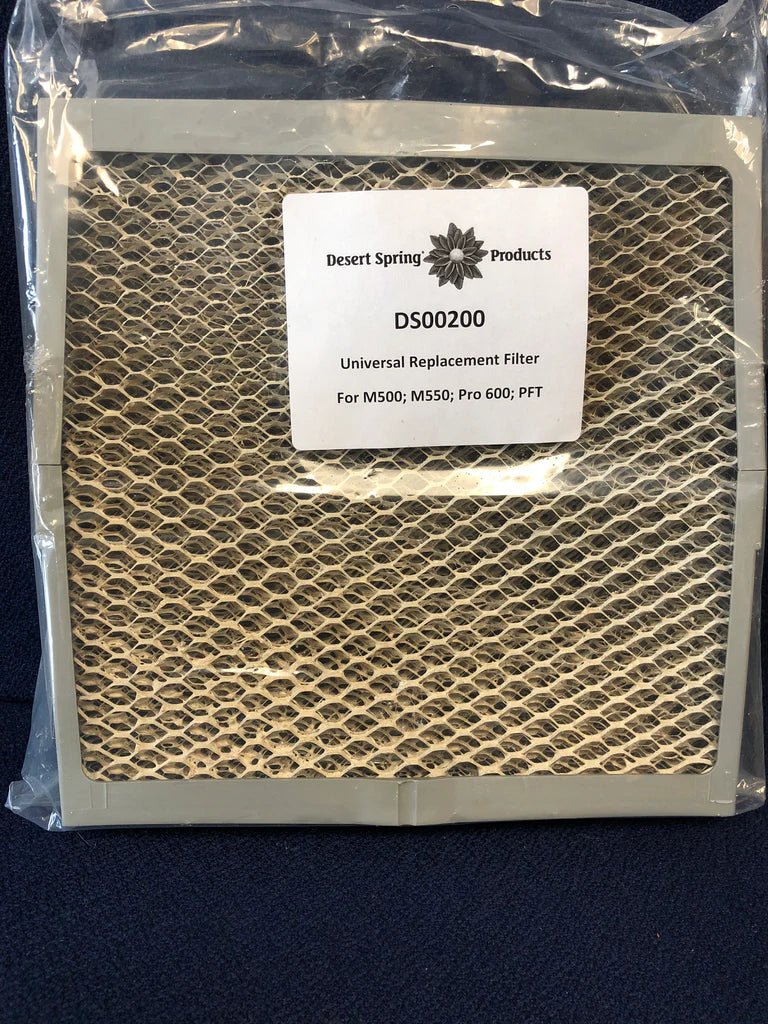 Desert Spring Products
DS00200
Universal Replacement Filter
For M500; M550; Pro 600; PFT